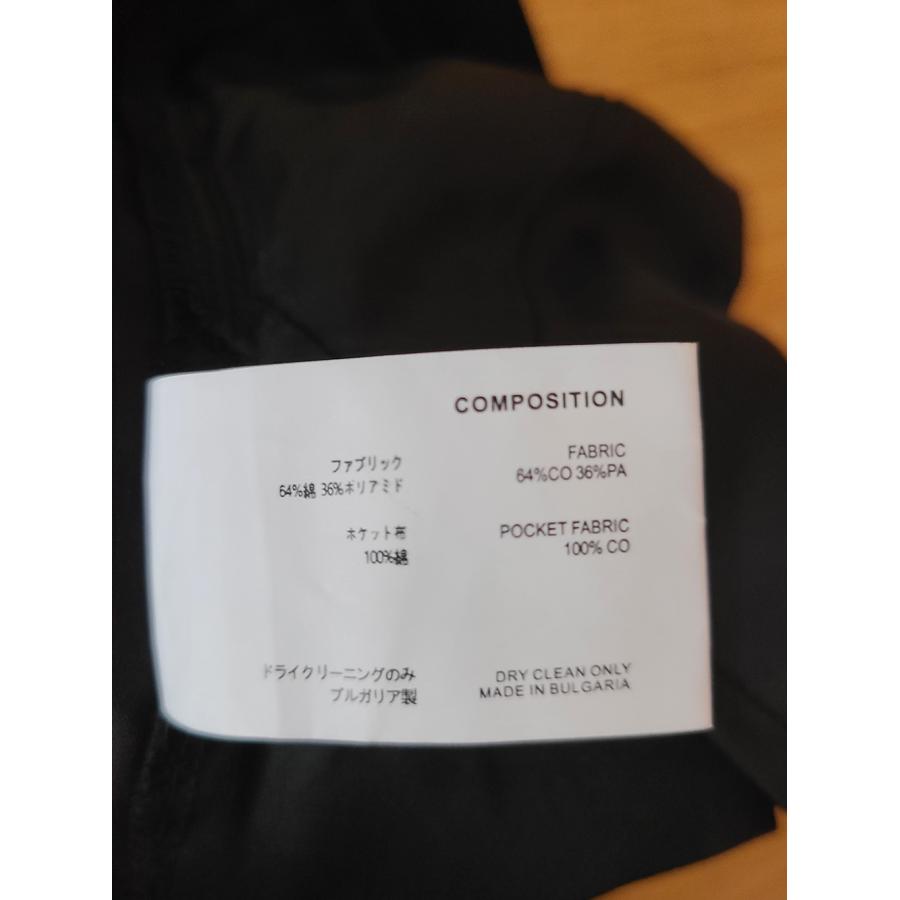 COMPOSITION
ファブリック
64%綿 36%ポリアミド
ポケット布
100%綿
ドライクリーニングのみ
ブルガリア製
FABRIC
64%CO 36%PA
POCKET FABRIC
100% CO
DRY CLEAN ONLY
MADE IN BULGARIA